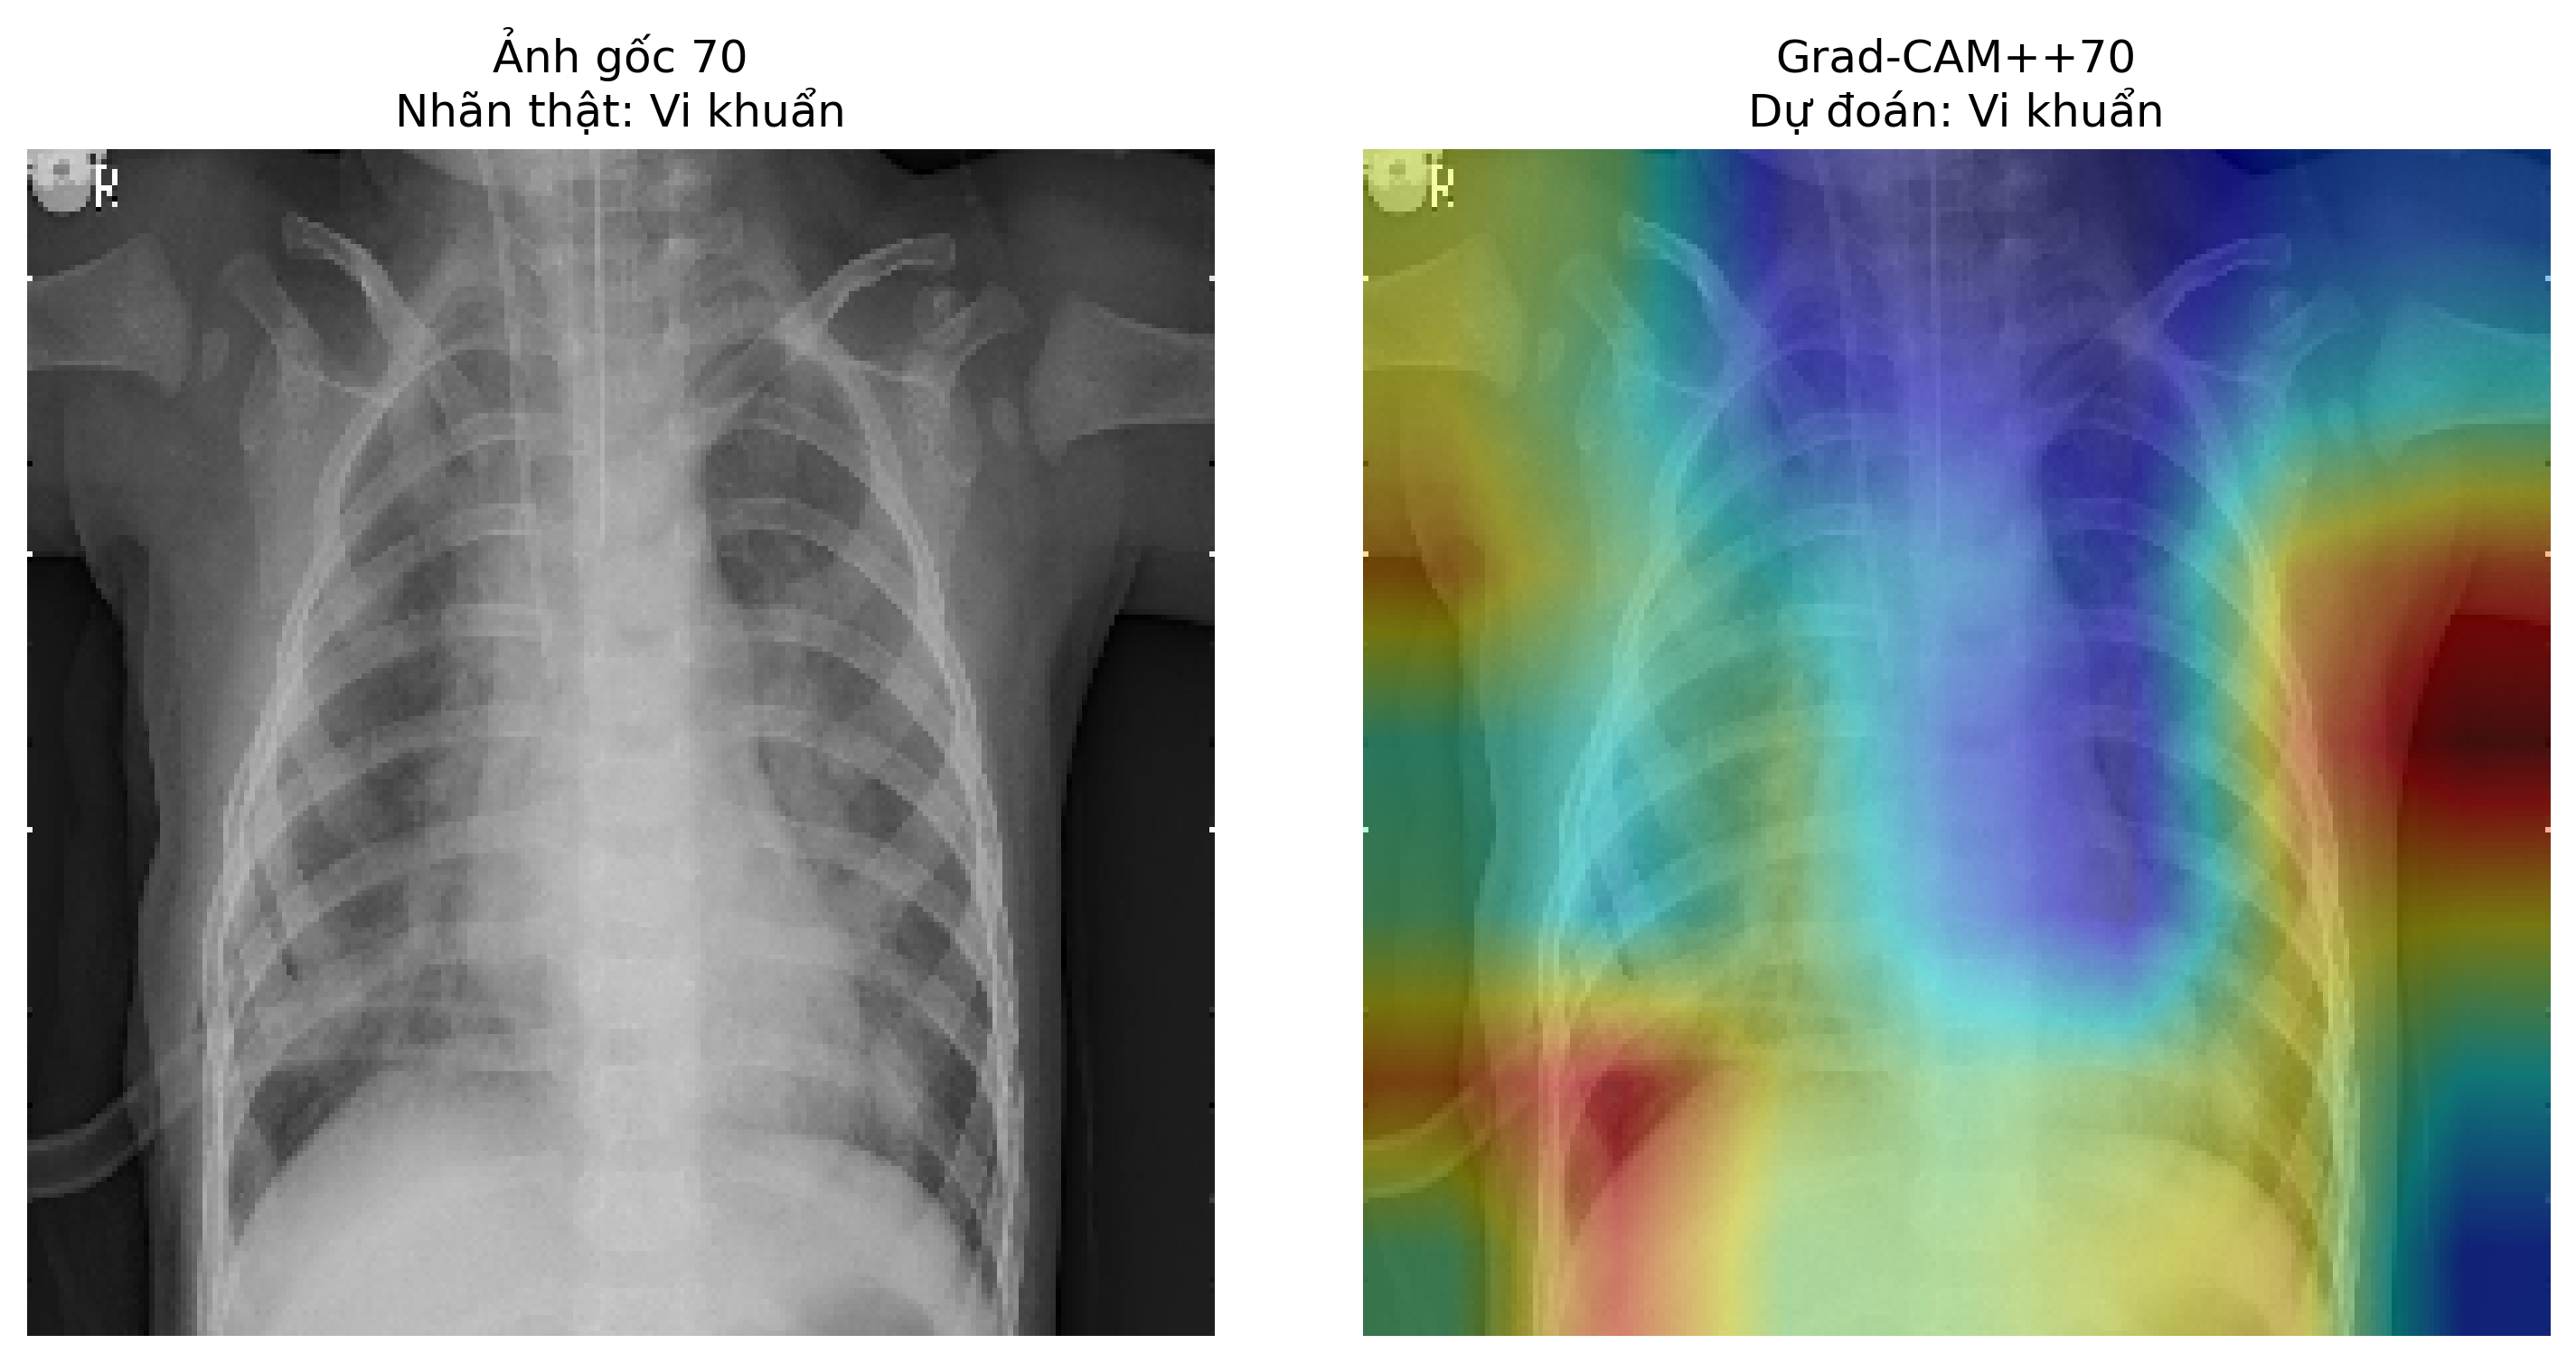 Ảnh gốc 70
Nhãn thật: Vi khuẩn
Grad-CAM++70
Dự đoán: Vi khuẩn
R
R